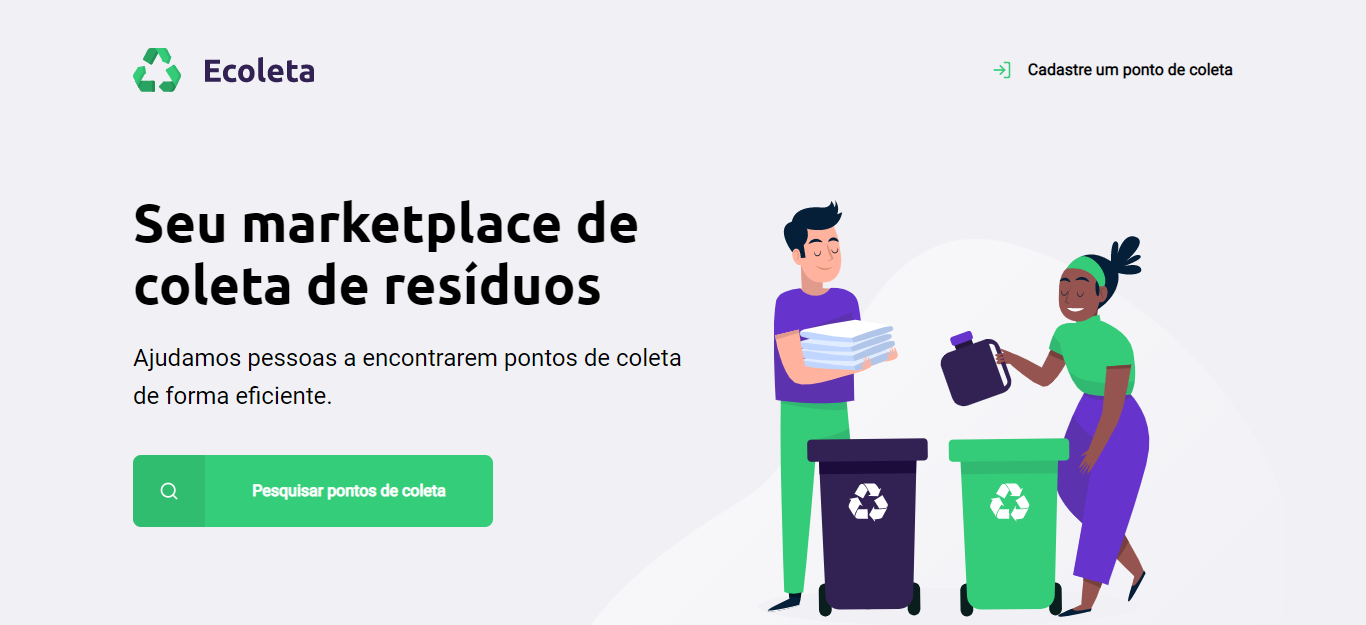 Ecoleta
Cadastre um ponto de coleta
Seu marketplace de
coleta de resíduos
Ajudamos pessoas a encontrarem pontos de coleta
de forma eficiente.
Pesquisar pontos de coleta